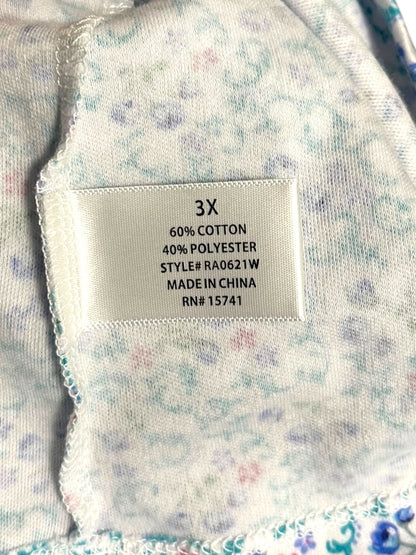 3X
60% COTTON
40% POLYESTER
STYLE# RA0621W
MADE IN CHINA
RN# 15741